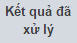 Kết quả đã
xử lý